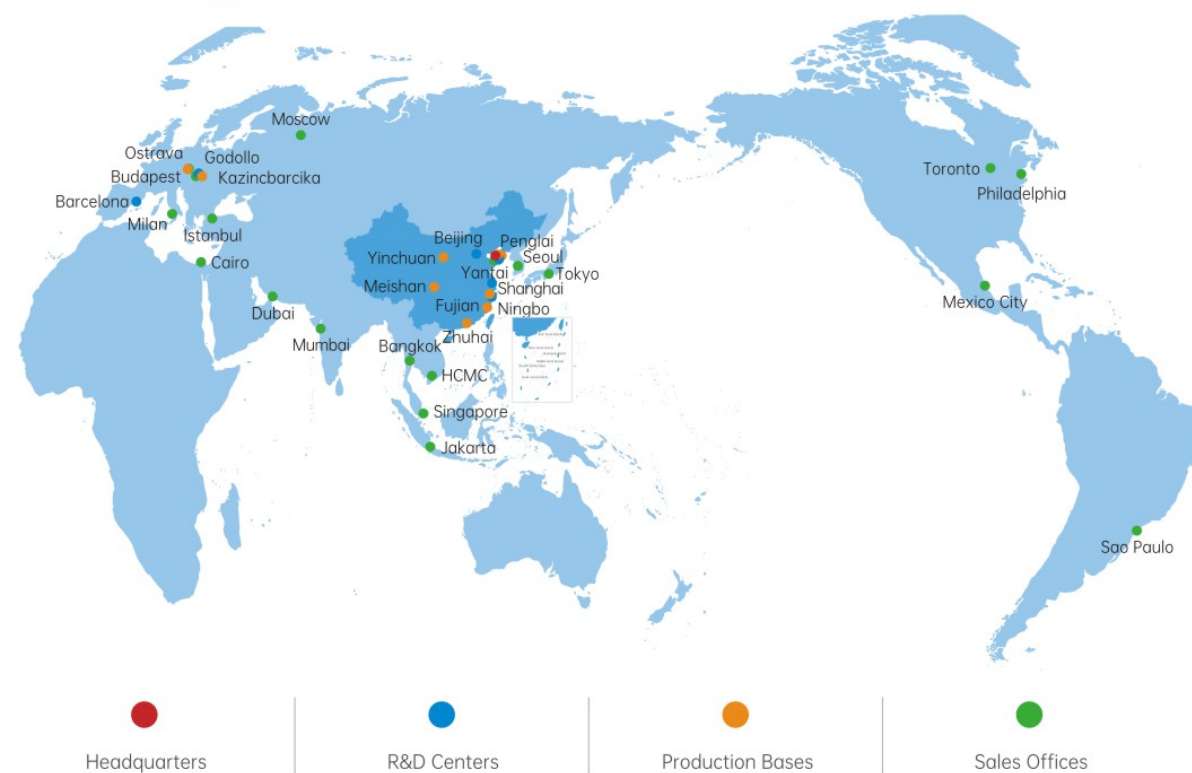 Moscow
Ostrava
Godollo
Budapest
Kazincbarcika
Barcelona
Milan
Istanbul
Cairo
Dubai
Mumbai
Beijing
Penglai
Yinchuan
Seoul
Yantai
Tokyo
Meishan
Shanghai
Fujian
Ningbo
Zhuhai
Bangkok
HCMC
Singapore
Jakarta
Toronto
Philadelphia
Mexico City
Sao Paulo
Headquarters
R&D Centers
Production Bases
Sales Offices